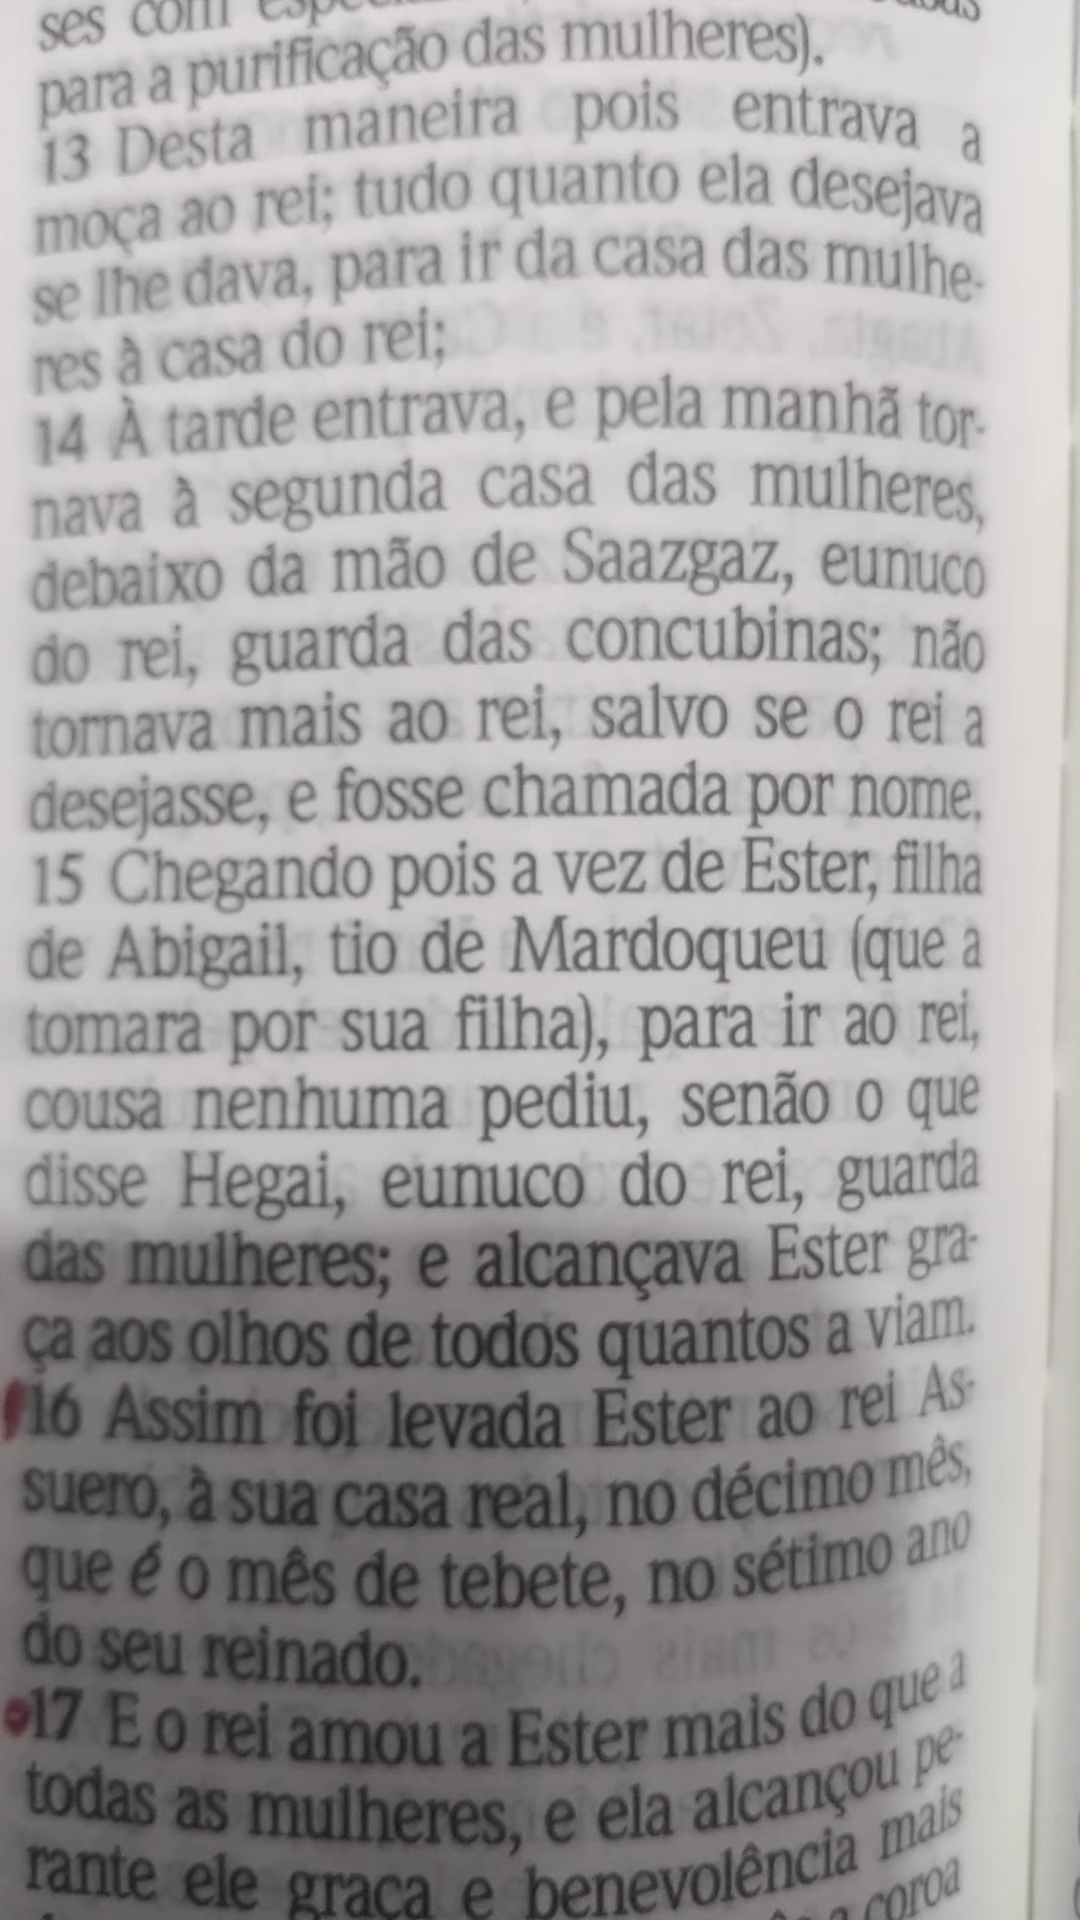 ses com
para a purificação das mulheres).
13 Desta maneira pois entrava a
moça ao rei; tudo quanto ela desejava
se lhe dava, para ir da casa das mulhe-
res à casa do rei;
14 À tarde entrava, e pela manhã tor-
nava à segunda casa das mulheres,
debaixo da mão de Saazgaz, eunuco
do rei, guarda das concubinas; não
tornava mais ao rei, salvo se o rei a
desejasse, e fosse chamada por nome.
15 Chegando pois a vez de Ester, filha
de Abigail, tio de Mardoqueu (que a
tomara por sua filha), para ir ao rei,
cousa nenhuma pediu, senão o que
disse Hegai, eunuco do rei, guarda
das mulheres; e alcançava Ester gra-
ça aos olhos de todos quantos a viam.
16 Assim foi levada Ester ao rei As-
suero, à sua casa real, no décimo mês,
que é o mês de tebete, no sétimo ano
do seu reinado.
17 E o rei amou a Ester mais do que a
todas as mulheres, e ela alcançou pe-
rante ele graça e benevolência mais
a coroa